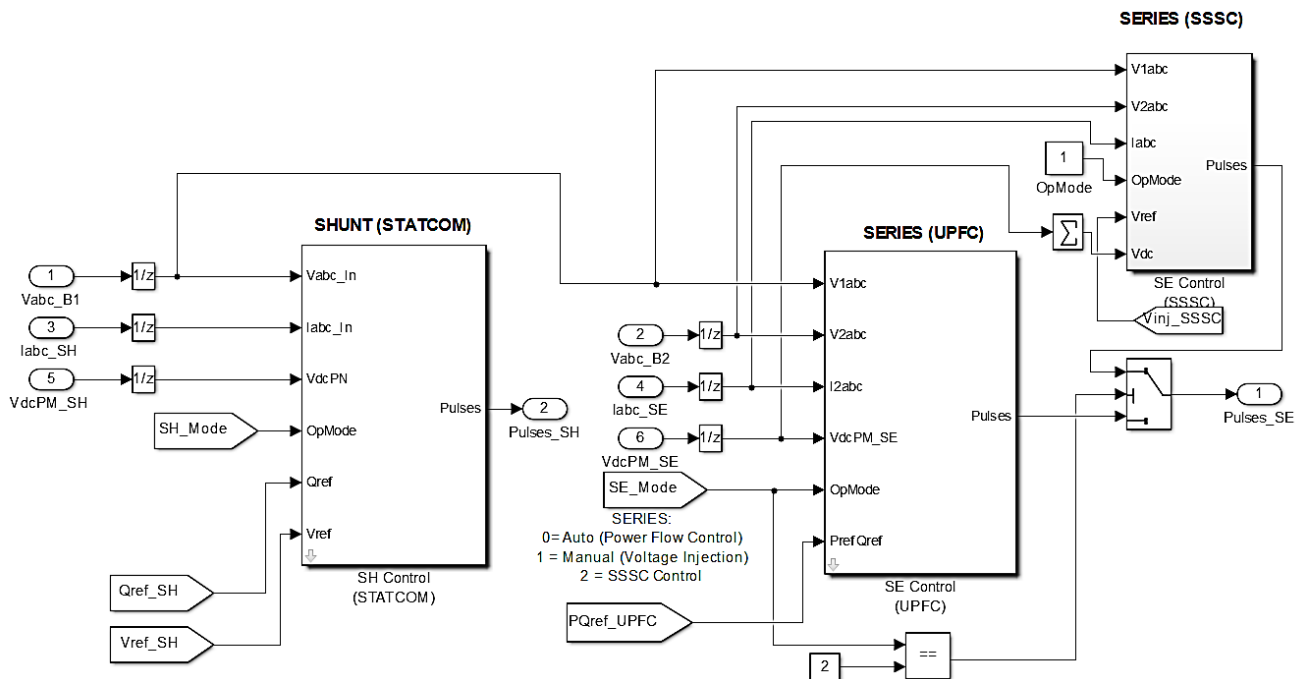 SERIES (SSSC)
V1abc
V2abc
Iabc
OpMode
Vref
Vdc
Pulses
SE Control
(SSSC)
1
OpMode
Σ
Vinj_SSSC
SHUNT (STATCOM)
1
Vabc_B1
1/z
3
Iabc_SH
1/z
5
VdcPM_SH
1/z
SH_Mode
Qref_SH
Vref_SH
Vabc_In
Iabc_In
VdcPN
OpMode
Qref
Vref
Pulses
SH Control
(STATCOM)
2
Pulses_SH
SERIES (UPFC)
2
Vabc_B2
1/z
4
Iabc_SE
1/z
6
VdcPM_SE
1/z
SE_Mode
SERIES:
0= Auto (Power Flow Control)
1 = Manual (Voltage Injection)
2 = SSSC Control
PQref_UPFC
V1abc
V2abc
I2abc
VdcPM_SE
OpMode
PrefQref
Pulses
SE Control
(UPFC)
2
==
1
Pulses_SE